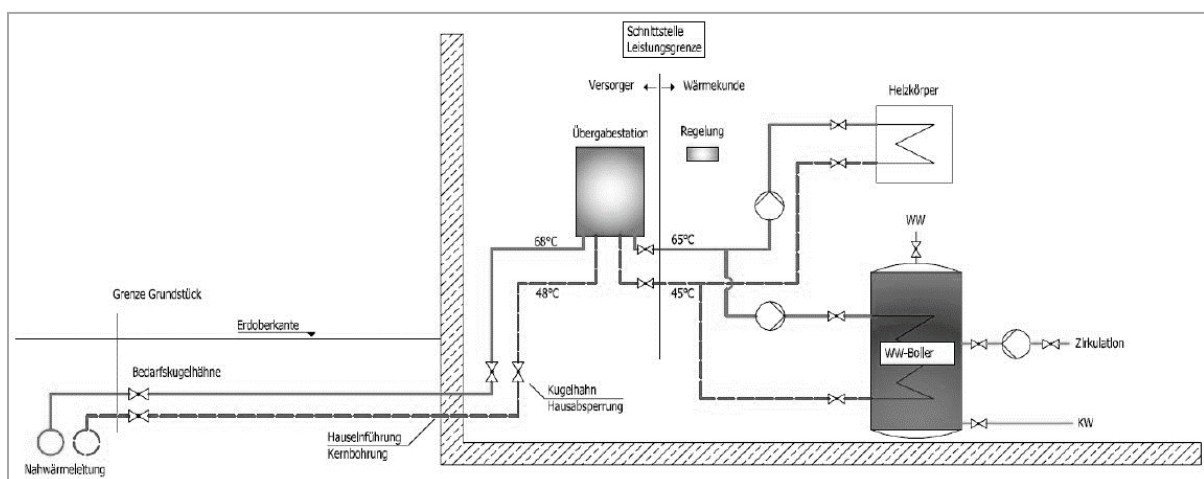 Schnittstelle
Leistungsgrenze
Versorger
Wärmekunde
Heizkörper
Übergabestation
Regelung
68°C
65°C
WW
48°C
45°C
Grenze Grundstück
Erdoberkante
Bedarfskugelhähne
WW-Boiler
Zirkulation
Kugelhahn
Hausabsperrung
Hauseinführung
Kernbohrung
KW
Nahwärmeleitung